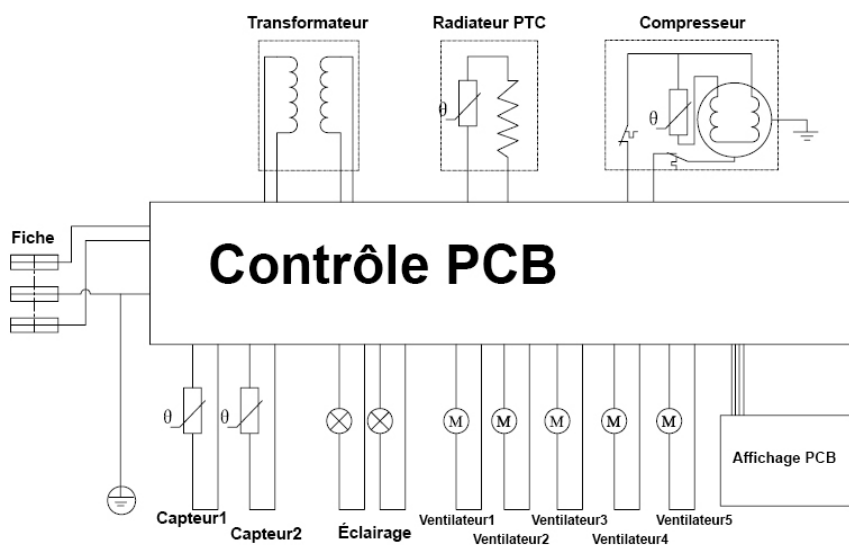 Transformateur
Radiateur PTC
Compresseur
θ
θ
Fiche
Contrôle PCB
θ
θ
M
M
M
M
M
Affichage PCB
Capteur1
Capteur2
Éclairage
Ventilateur1
Ventilateur2
Ventilateur3
Ventilateur4
Ventilateur5